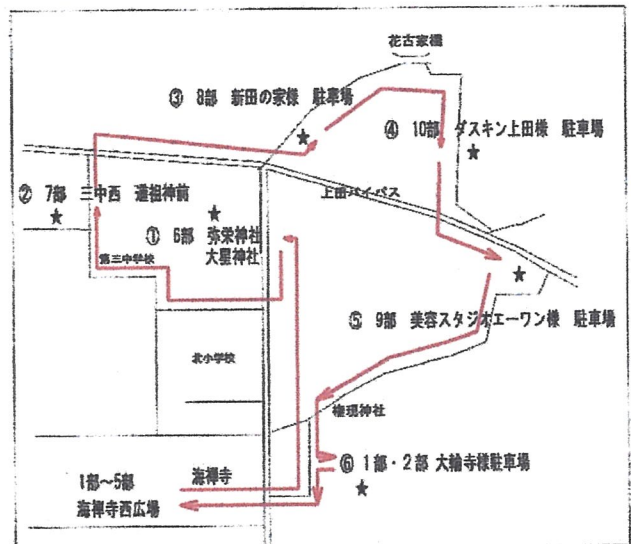 花古家橋
③ 8部 新田の家様 駐車場
④ 10部 ダスキン上田様 駐車場
上田バイパス
② 7部 三中西 道祖神前
① 6部 弥栄神社
大星神社
第三中学校
⑤ 9部 美容スタジオエーワン様 駐車場
北小学校
権現神社
⑥ 1部・2部 大輪寺様駐車場
1部~5部
海禅寺
海禅寺西広場